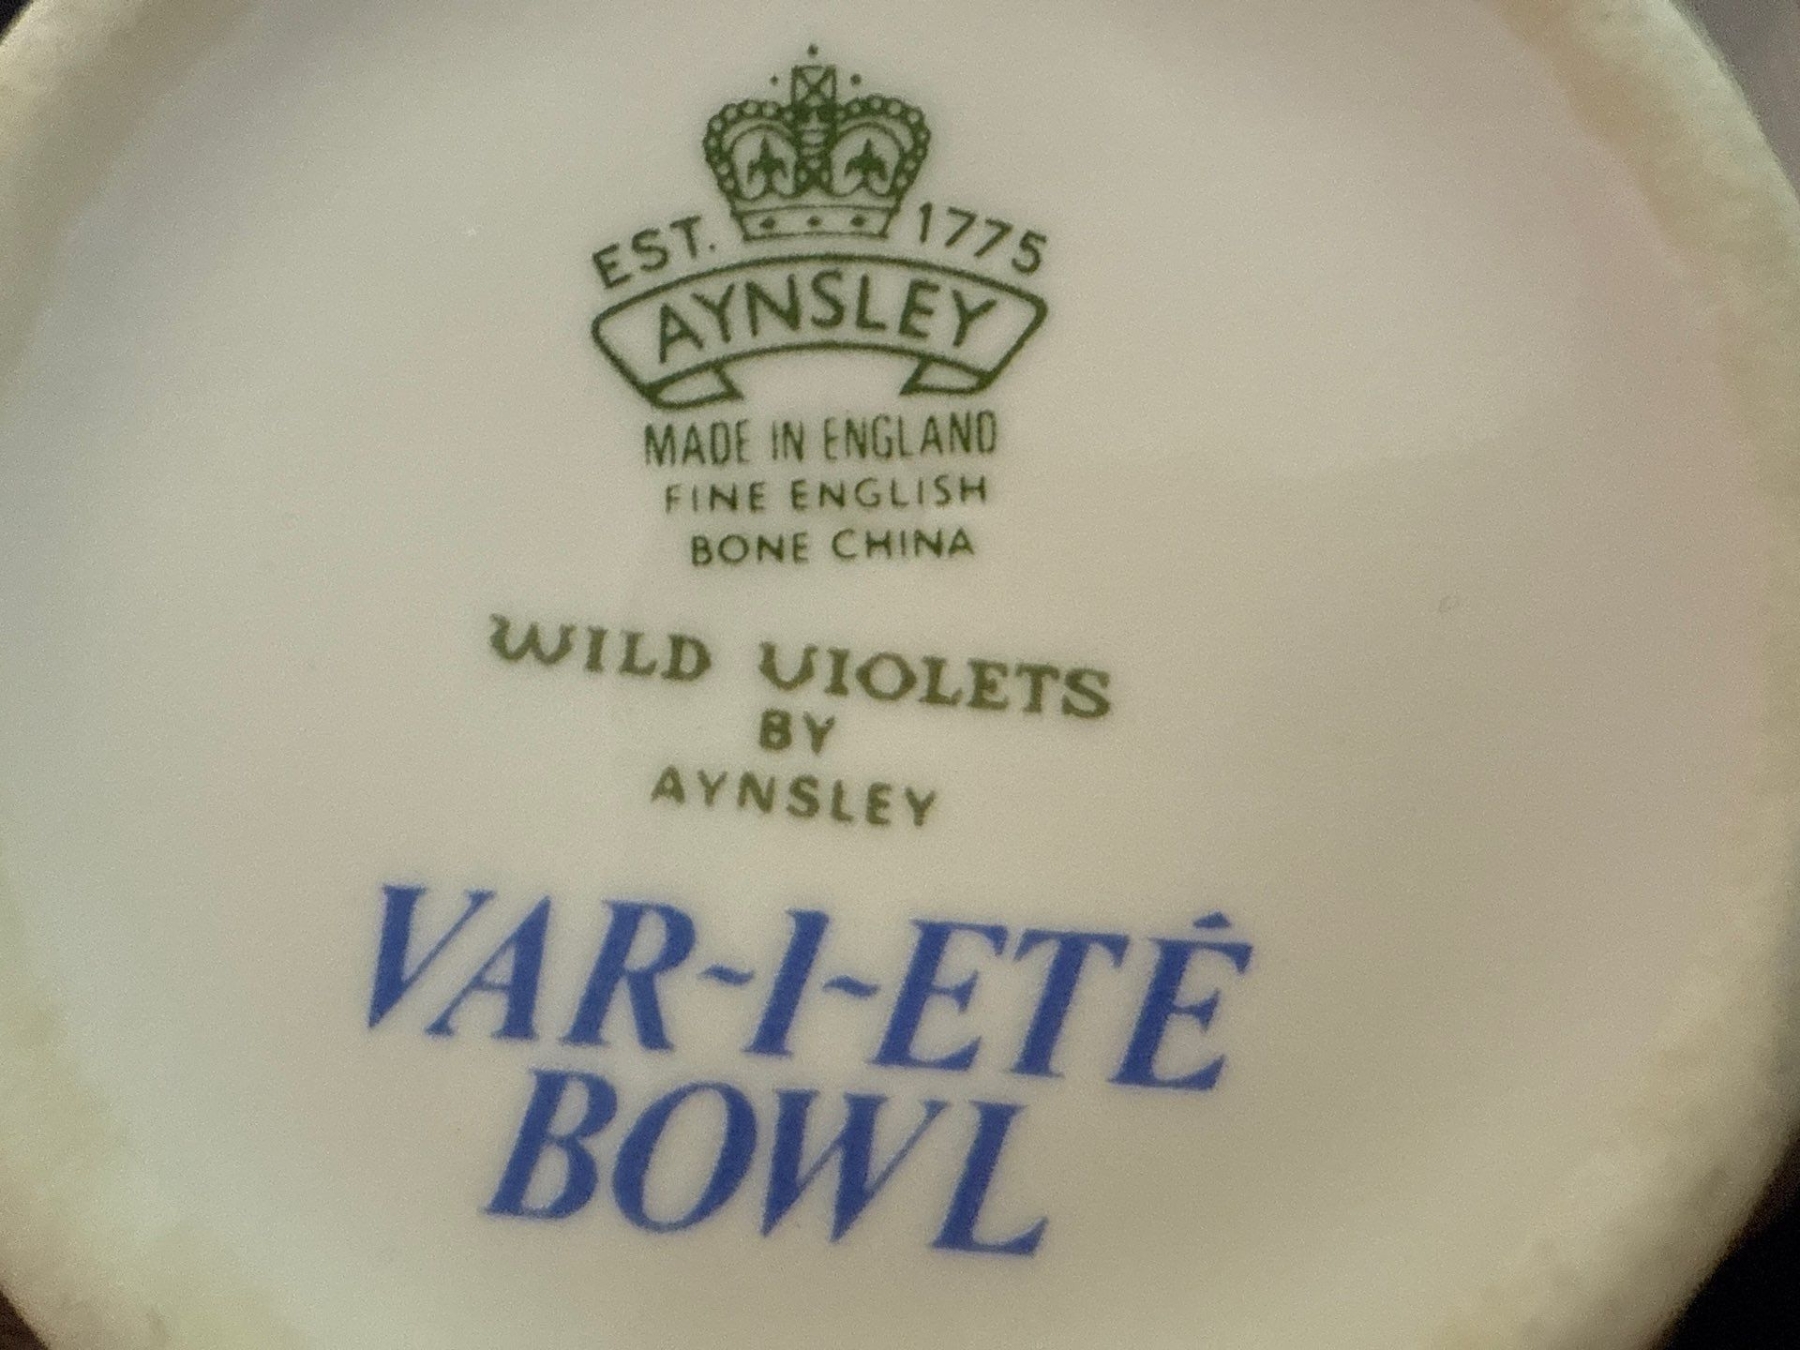 EST. 1775
AYNSLEY
MADE IN ENGLAND
FINE ENGLISH
BONE CHINA
WILD VIOLETS
BY
AYNSLEY
VAR-I-ETÉ
BOWL